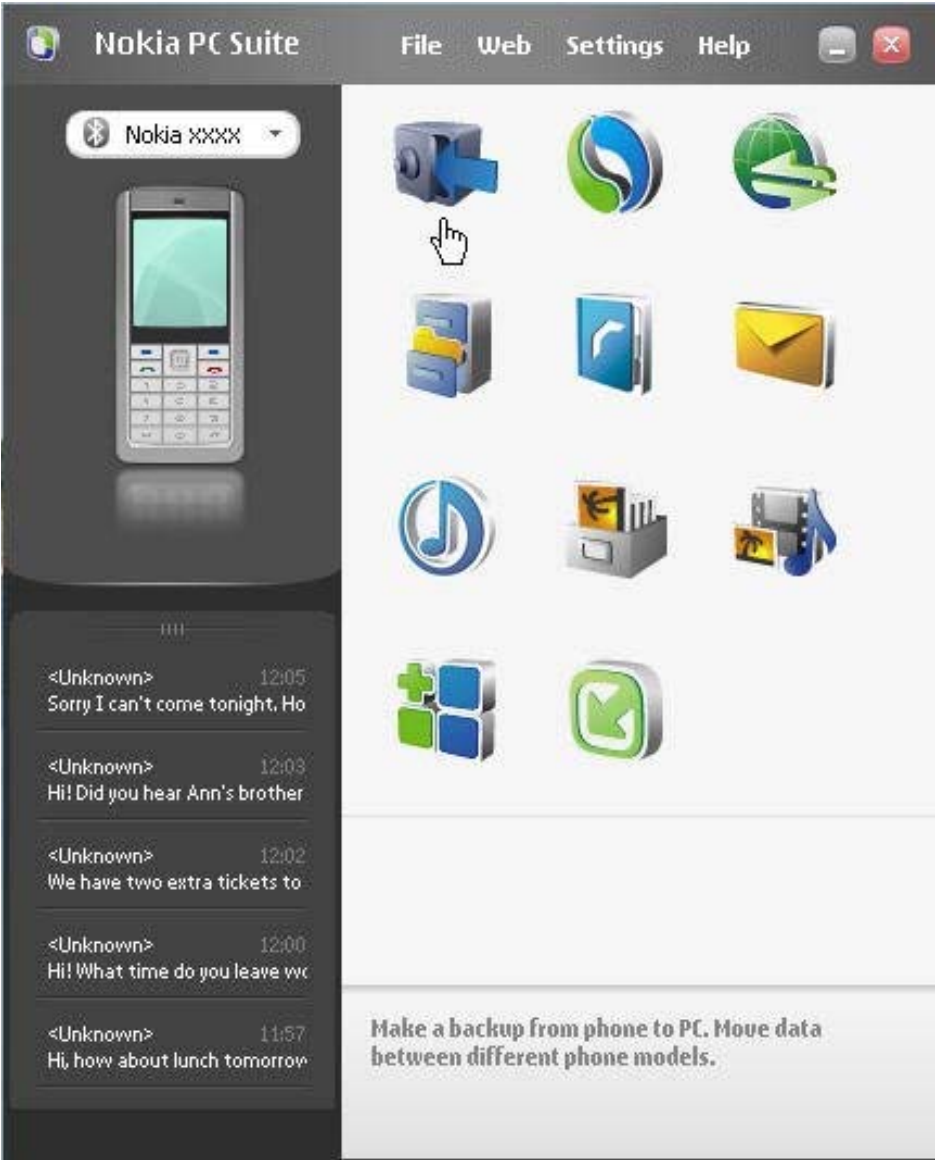 Nokia PC Suite
File Web Settings Help
Nokia xxxx
<Unknown> 12:05
Sorry I can't come tonight. Ho
<Unknown> 12:03
Hi! Did you hear Ann's brother
<Unknown> 12:02
We have two extra tickets to
<Unknown> 12:00
Hi! What time do you leave wo
<Unknown> 11:57
Hi, how about lunch tomorrow
Make a backup from phone to PC. Move data
between different phone models.